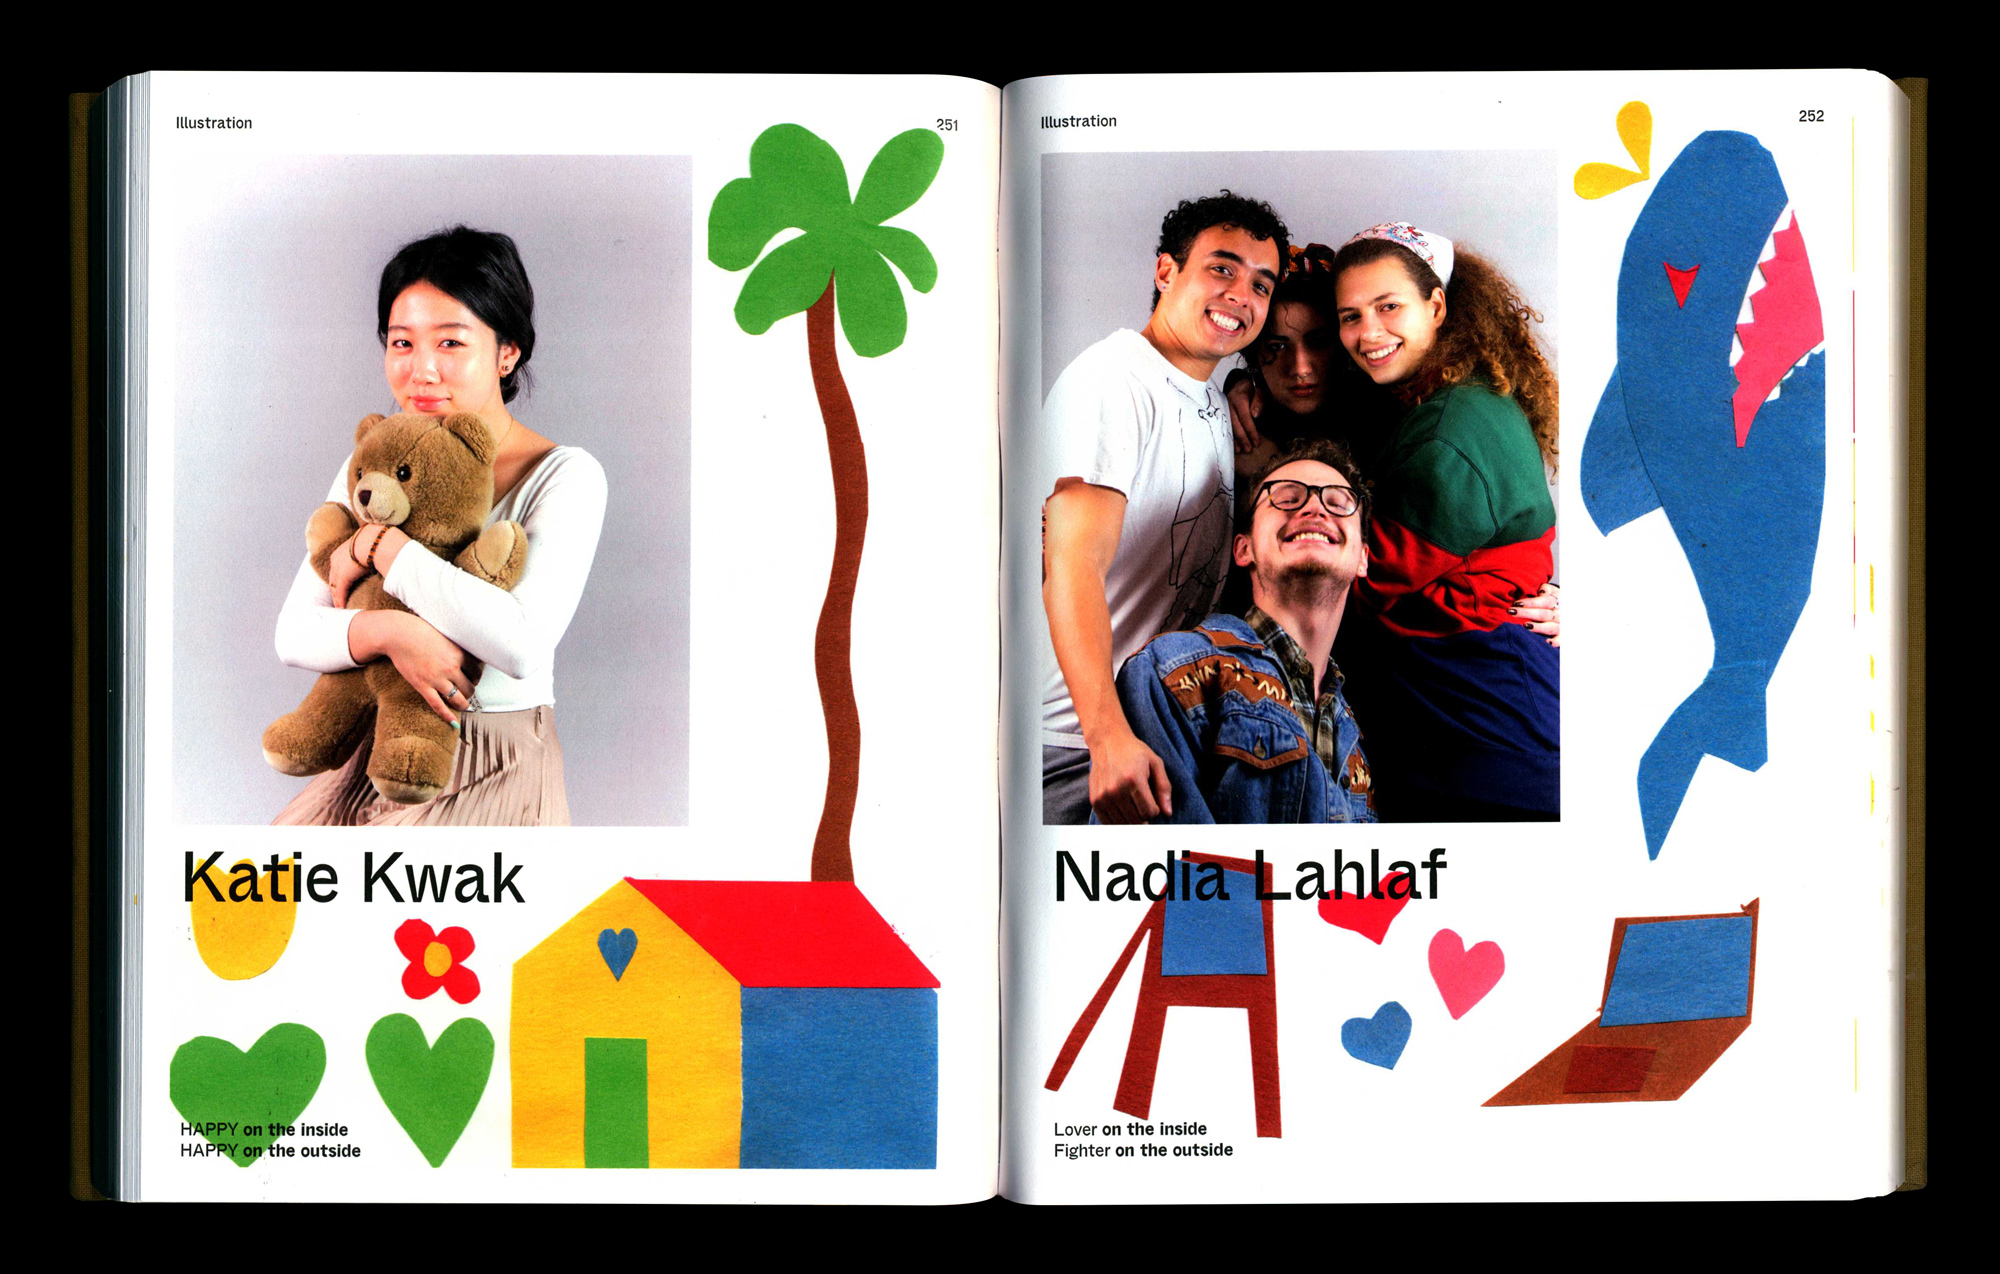 Illustration
251
Katie Kwak
HAPPY on the inside
HAPPY on the outside
Illustration
252
Nadia Lahlaf
Lover on the inside
Fighter on the outside